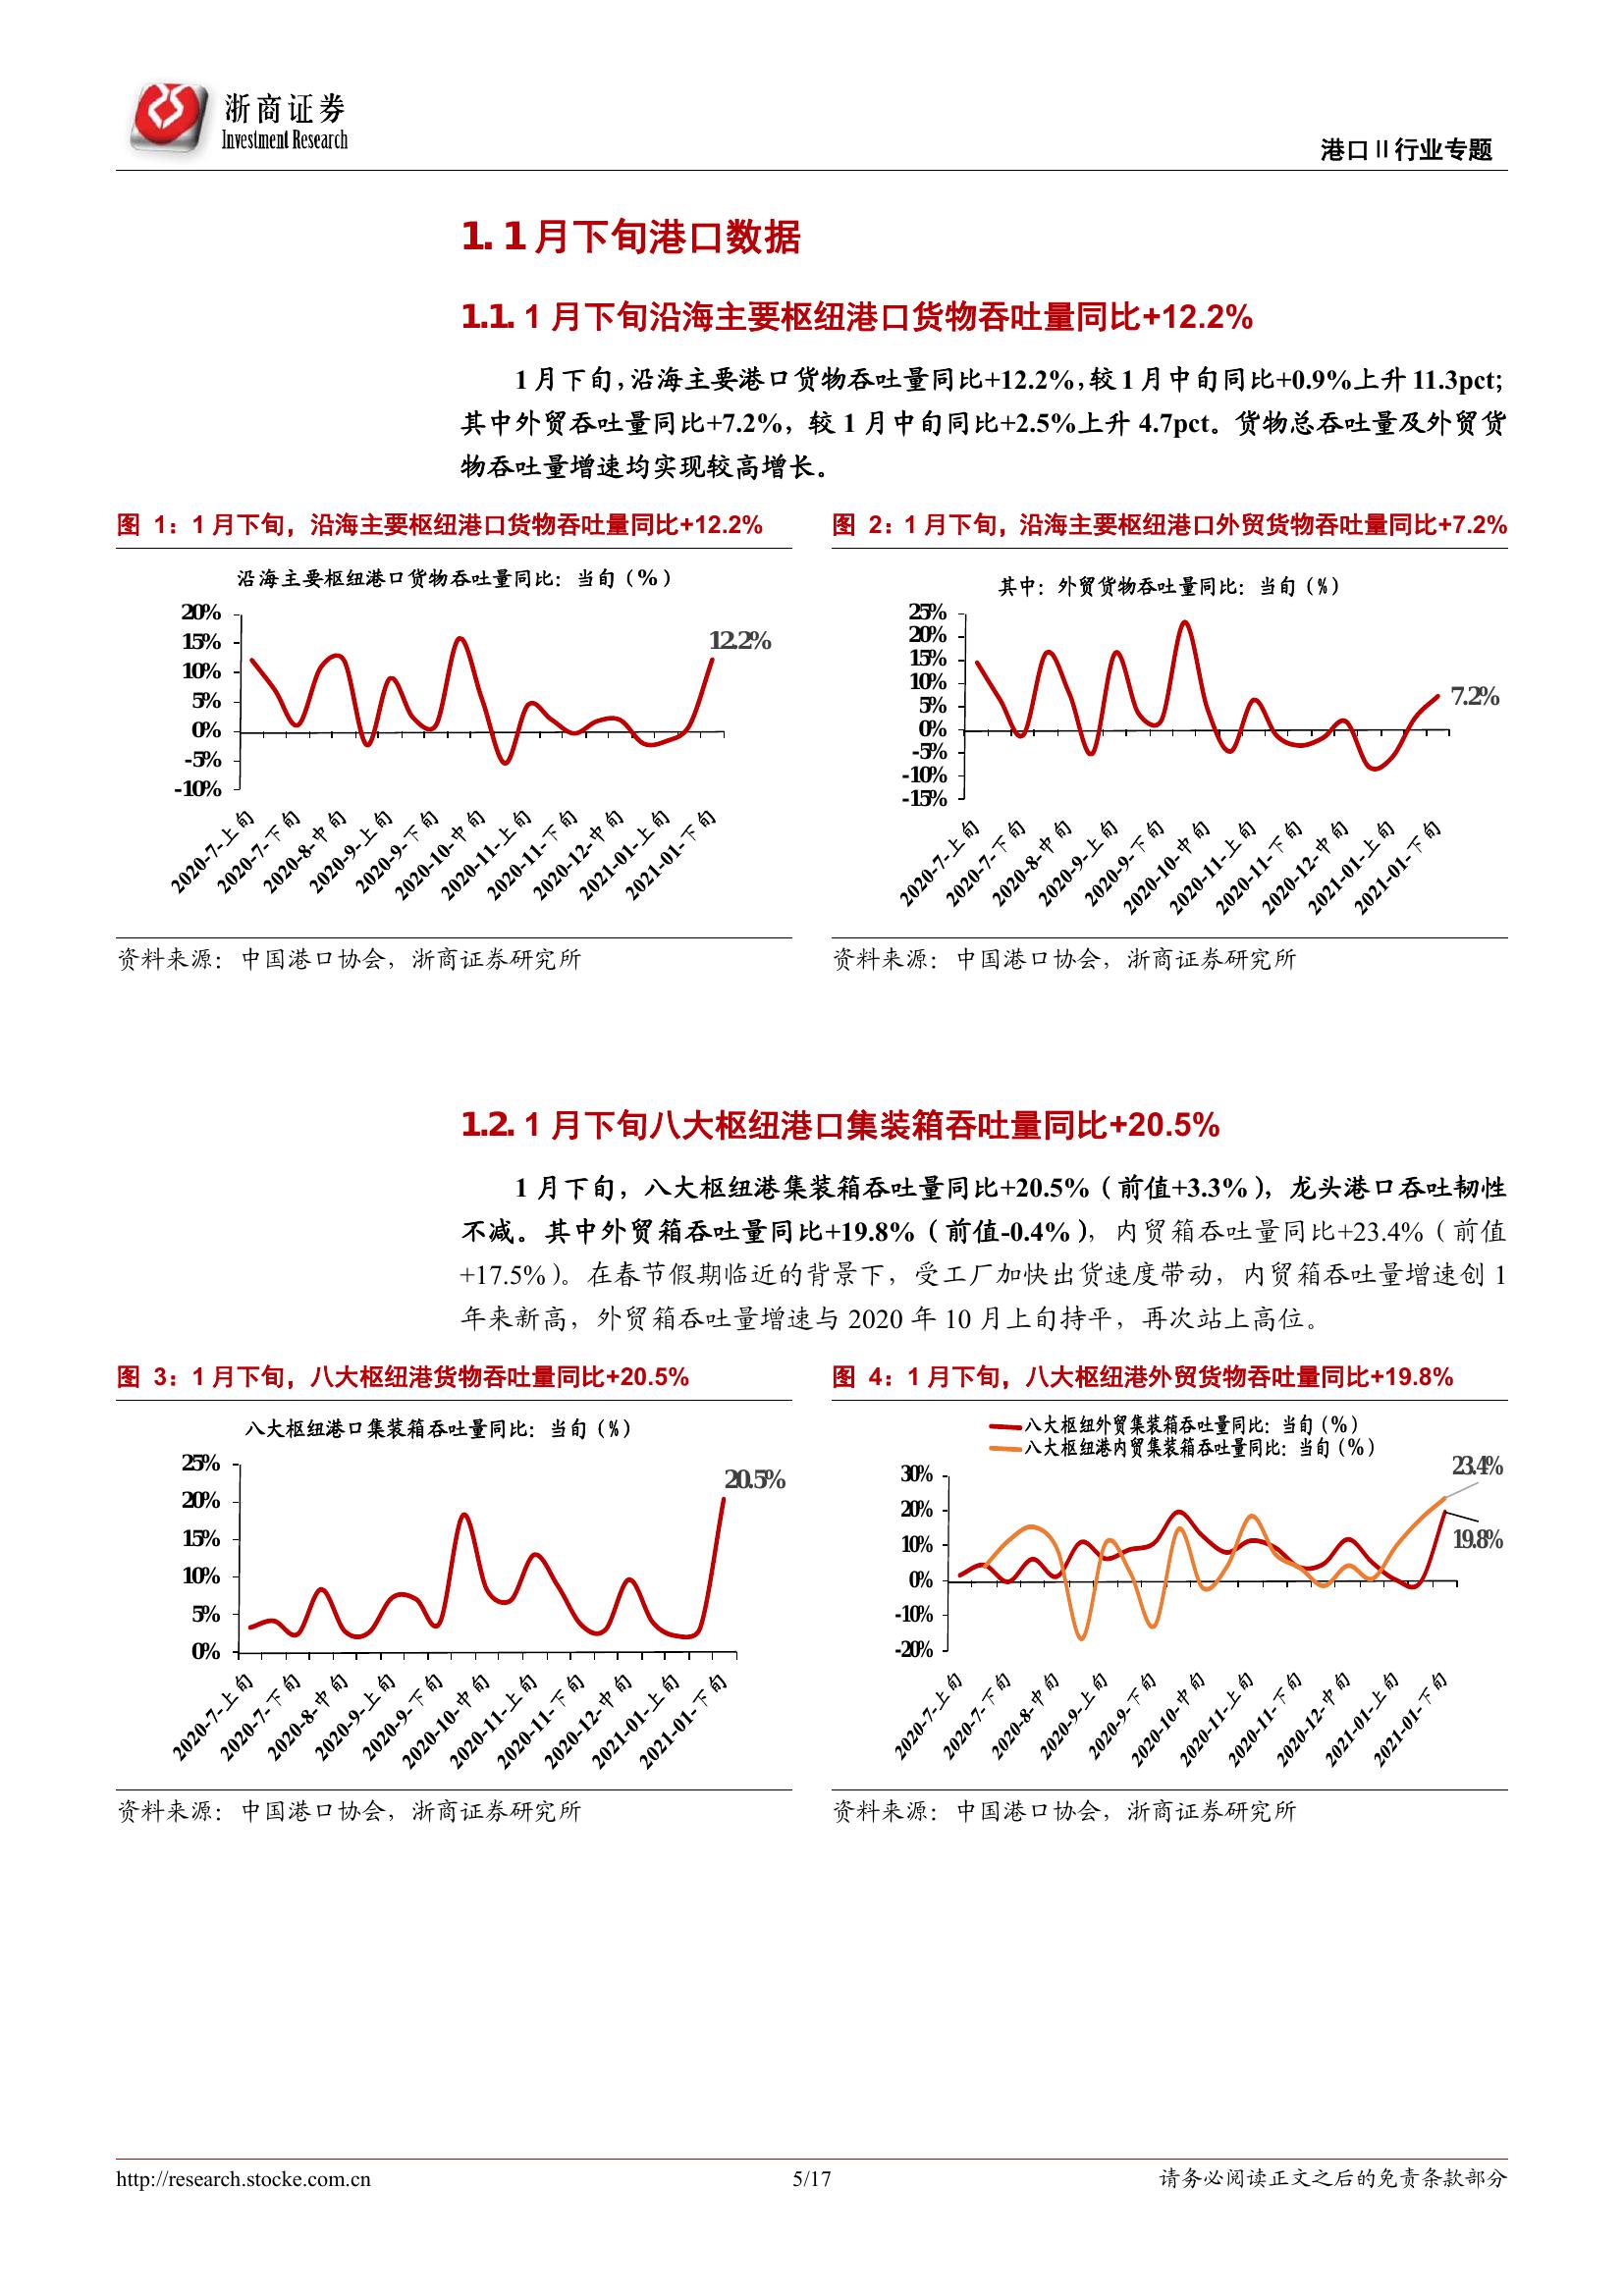 浙商证券
Investment Research
港口Ⅱ行业专题
1. 1月下旬港口数据
1.1. 1月下旬沿海主要枢纽港口货物吞吐量同比+12.2%
1月下旬，沿海主要港口货物吞吐量同比+12.2%，较1月中旬同比+0.9%上升11.3pct；
其中外贸吞吐量同比+7.2%，较1月中旬同比+2.5%上升4.7pct。货物总吞吐量及外贸货
物吞吐量增速均实现较高增长。
图 1：1月下旬，沿海主要枢纽港口货物吞吐量同比+12.2%
沿海主要枢纽港口货物吞吐量同比：当旬（%）
20%
15%
10%
5%
0%
-5%
-10%
12.2%
2020-7-上旬
2020-7-下旬
2020-8-中旬
2020-9-上旬
2020-9-下旬
2020-10-中旬
2020-11-上旬
2020-11-下旬
2020-12-中旬
2021-01-上旬
2021-01-下旬
资料来源：中国港口协会，浙商证券研究所
图 2：1月下旬，沿海主要枢纽港口外贸货物吞吐量同比+7.2%
其中：外贸货物吞吐量同比：当旬（%）
25%
20%
15%
10%
5%
0%
-5%
-10%
-15%
7.2%
2020-7-上旬
2020-7-下旬
2020-8-中旬
2020-9-上旬
2020-9-下旬
2020-10-中旬
2020-11-上旬
2020-11-下旬
2020-12-中旬
2021-01-上旬
2021-01-下旬
资料来源：中国港口协会，浙商证券研究所
1.2. 1月下旬八大枢纽港口集装箱吞吐量同比+20.5%
1月下旬，八大枢纽港集装箱吞吐量同比+20.5%（前值+3.3%），龙头港口吞吐韧性
不减。其中外贸箱吞吐量同比+19.8%（前值-0.4%），内贸箱吞吐量同比+23.4%（前值
+17.5%）。在春节假期临近的背景下，受工厂加快出货速度带动，内贸箱吞吐量增速创1
年来新高，外贸箱吞吐量增速与2020年10月上旬持平，再次站上高位。
图 3：1月下旬，八大枢纽港货物吞吐量同比+20.5%
八大枢纽港口集装箱吞吐量同比：当旬（%）
25%
20%
15%
10%
5%
0%
20.5%
2020-7-上旬
2020-7-下旬
2020-8-中旬
2020-9-上旬
2020-9-下旬
2020-10-中旬
2020-11-上旬
2020-11-下旬
2020-12-中旬
2021-01-上旬
2021-01-下旬
资料来源：中国港口协会，浙商证券研究所
图 4：1月下旬，八大枢纽港外贸货物吞吐量同比+19.8%
八大枢纽外贸集装箱吞吐量同比：当旬（%）
八大枢纽港内贸集装箱吞吐量同比：当旬（%）
30%
20%
10%
0%
-10%
-20%
23.4%
19.8%
2020-7-上旬
2020-7-下旬
2020-8-中旬
2020-9-上旬
2020-9-下旬
2020-10-中旬
2020-11-上旬
2020-11-下旬
2020-12-中旬
2021-01-上旬
2021-01-下旬
资料来源：中国港口协会，浙商证券研究所
http://research.stocke.com.cn
5/17
请务必阅读正文之后的免责条款部分